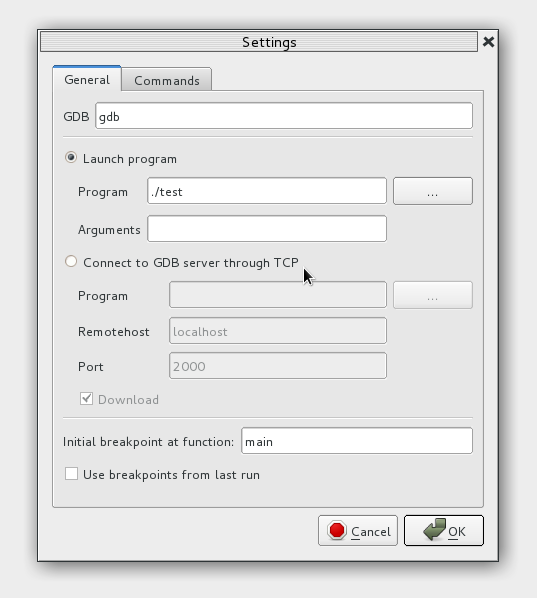 Settings
General Commands
GDB gdb
Launch program
Program ./test ...
Arguments
Connect to GDB server through TCP
Program ...
Remotehost localhost
Port 2000
Download
Initial breakpoint at function: main
Use breakpoints from last run
Cancel OK